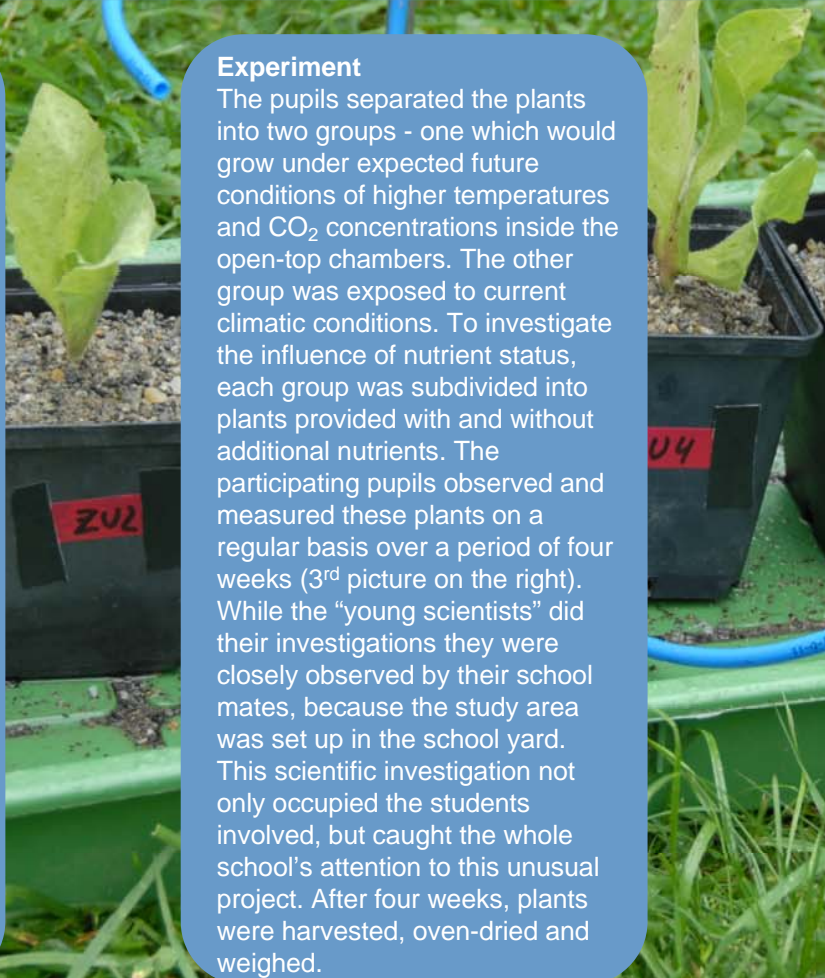 Experiment
The pupils separated the plants
into two groups - one which would
grow under expected future
conditions of higher temperatures
and CO₂ concentrations inside the
open-top chambers. The other
group was exposed to current
climatic conditions. To investigate
the influence of nutrient status,
each group was subdivided into
plants provided with and without
additional nutrients. The
participating pupils observed and
measured these plants on a
regular basis over a period of four
weeks (3rd picture on the right).
While the “young scientists” did
their investigations they were
closely observed by their school
mates, because the study area
was set up in the school yard.
This scientific investigation not
only occupied the students
involved, but caught the whole
school’s attention to this unusual
project. After four weeks, plants
were harvested, oven-dried and
weighed.
ZU2
U4